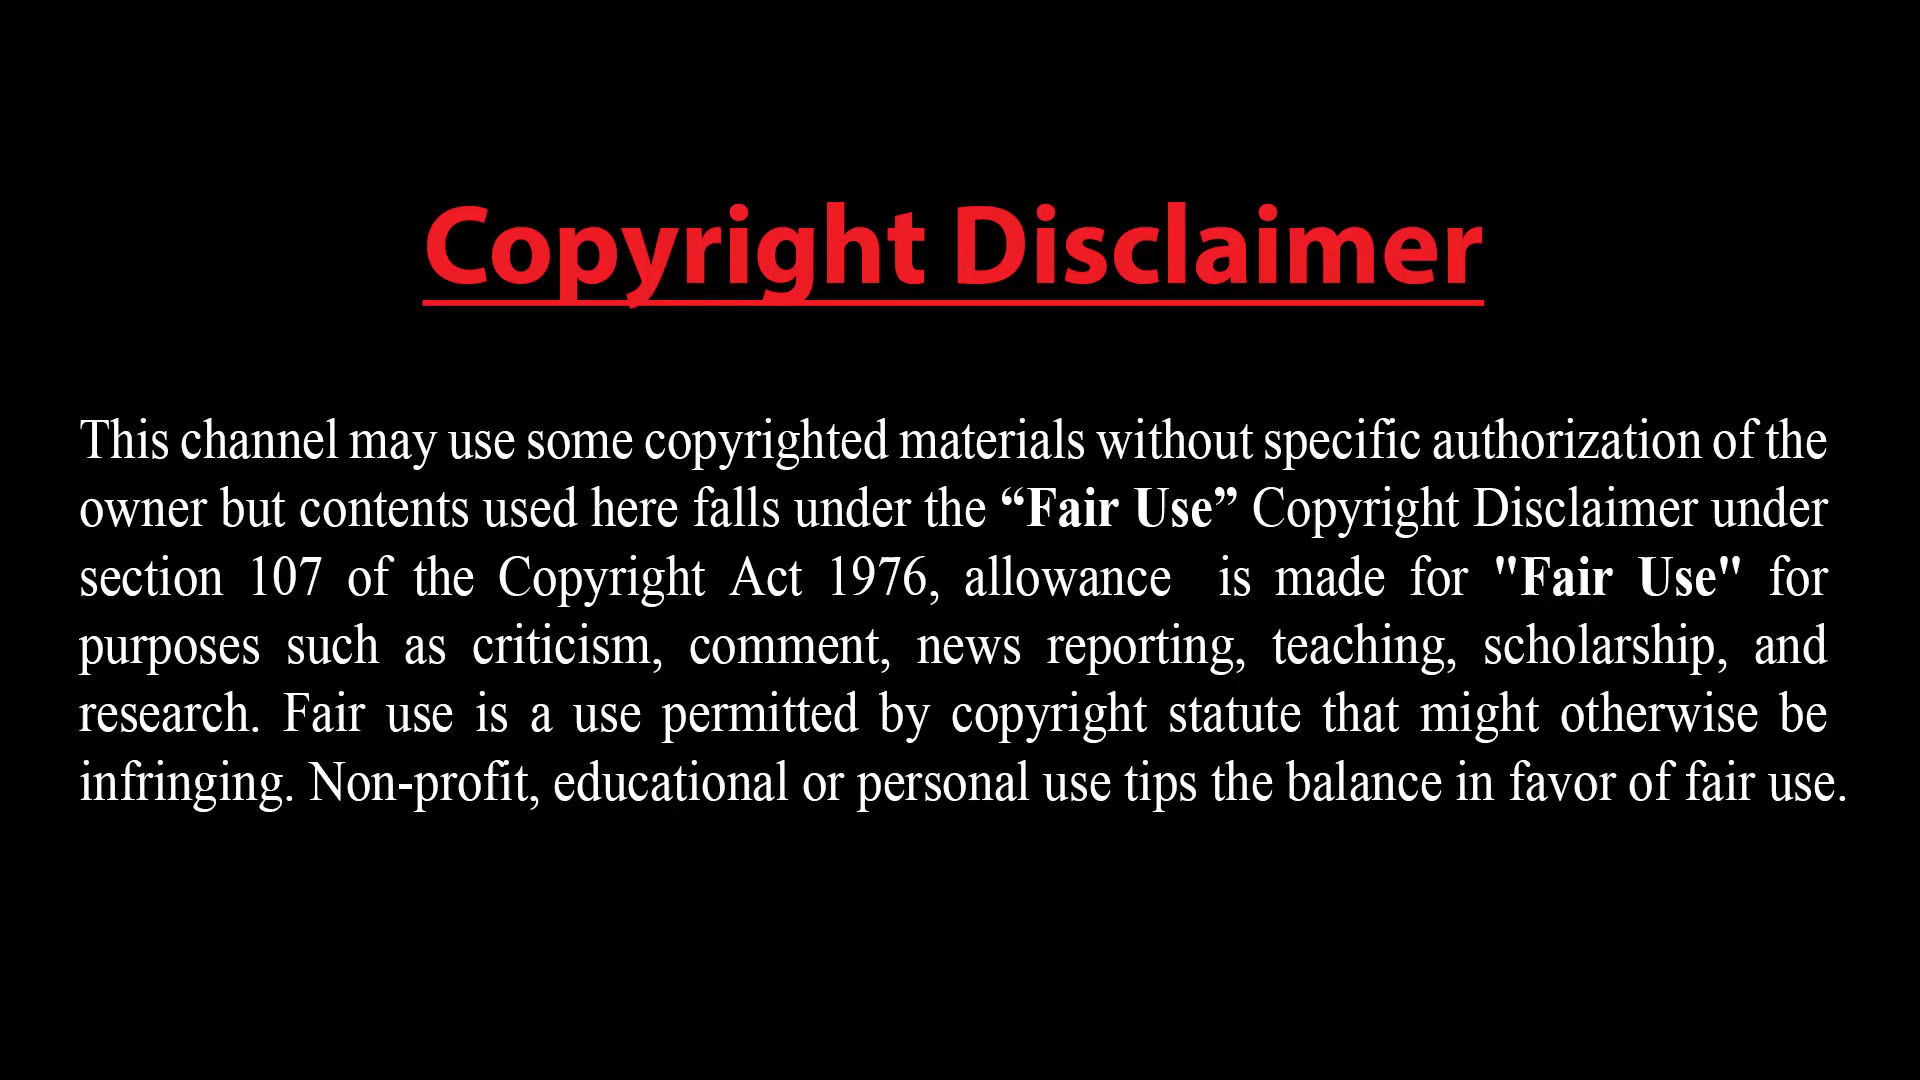 Copyright Disclaimer
This channel may use some copyrighted materials without specific authorization of the
owner but contents used here falls under the “Fair Use” Copyright Disclaimer under
section 107 of the Copyright Act 1976, allowance  is made for "Fair Use" for
purposes such as criticism, comment, news reporting, teaching, scholarship, and
research. Fair use is a use permitted by copyright statute that might otherwise be
infringing. Non-profit, educational or personal use tips the balance in favor of fair use.